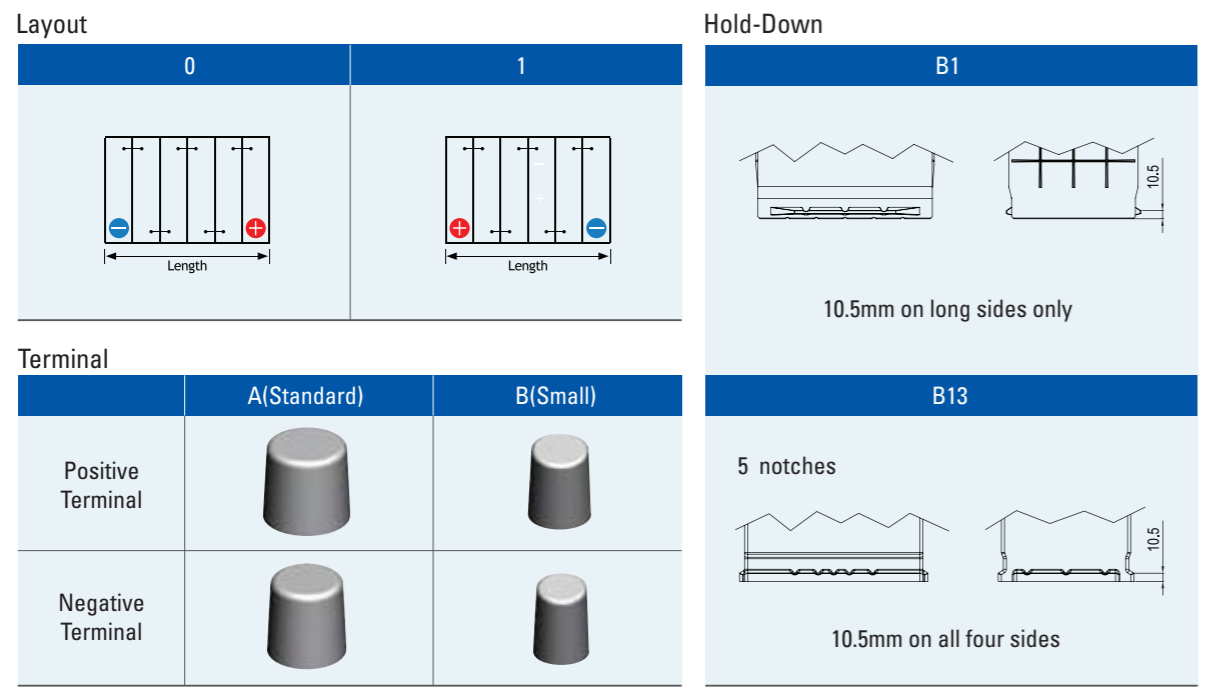 Layout
0
1
− +
Length
+ −
− +
Length
Terminal
A(Standard)
B(Small)
Positive
Terminal
Negative
Terminal
Hold-Down
B1
10.5
10.5mm on long sides only
B13
5 notches
10.5
10.5mm on all four sides